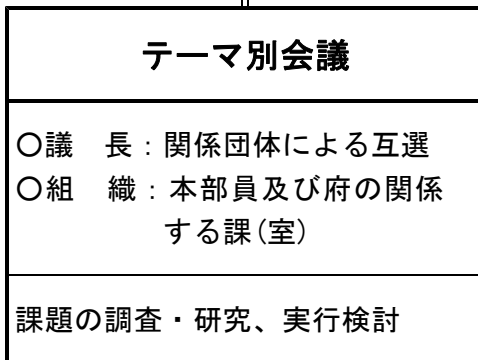 テーマ別会議
○議　長：関係団体による互選
○組　織：本部員及び府の関係
する課(室)
課題の調査・研究、実行検討